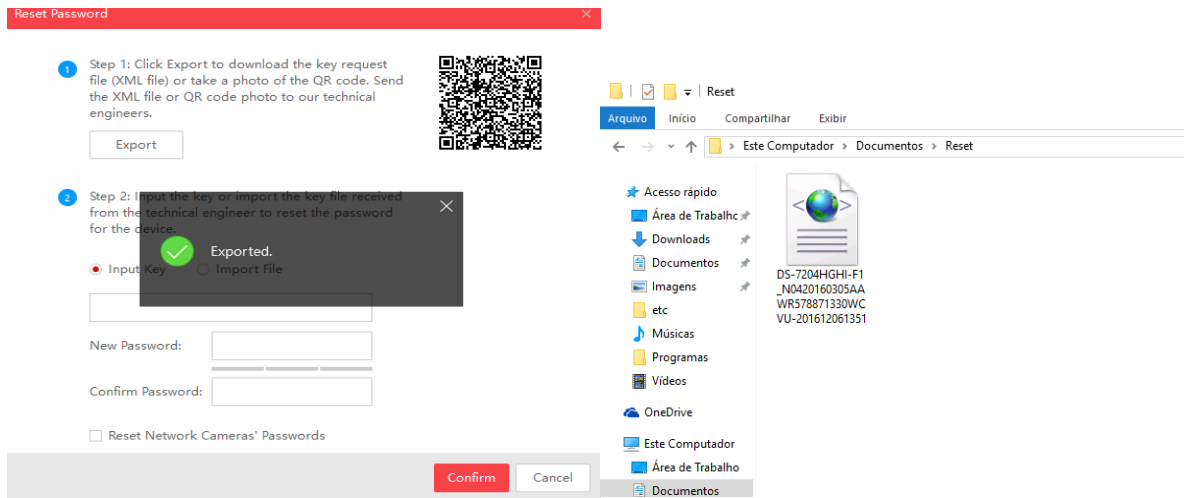 Reset Password
Step 1: Click Export to download the key request
file (XML file) or take a photo of the QR code. Send
the XML file or QR code photo to our technical
engineers.
Export
Step 2: Input the key or import the key file received
from the technical engineer to reset the password
for the device.
Exported.
Input Key
Import File
New Password:
Confirm Password:
Reset Network Cameras' Passwords
Confirm
Cancel
Reset
Arquivo
Início
Compartilhar
Exibir
Este Computador
Documentos
Reset
Acesso rápido
Área de Trabalhc
Downloads
Documentos
Imagens
etc
Músicas
Programas
Vídeos
OneDrive
Este Computador
Área de Trabalho
Documentos
DS-7204HGHI-F1
_N0420160305AA
WR578871330WC
VU-201612061351
1
2